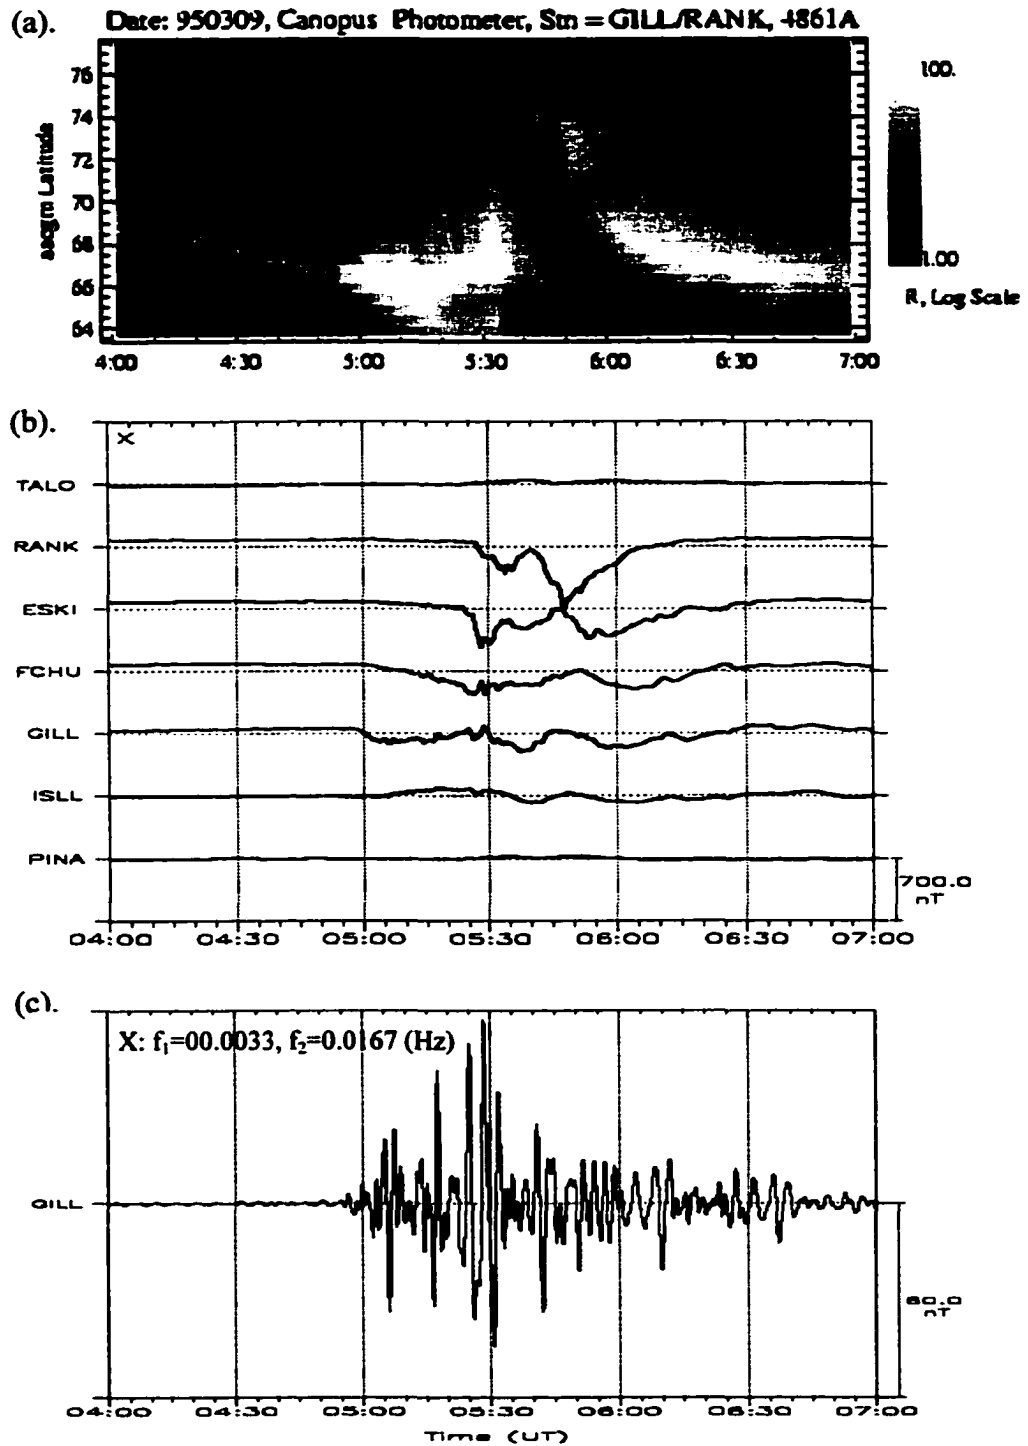 (a). Date: 950309, Canopus Photometer, Stn = GILL/RANK, 4861A
aacgm Latitude
76
74
72
70
68
66
64
4:00 4:30 5:00 5:30 6:00 6:30 7:00
100.
1.00
R, Log Scale
(b).
X
TALO
RANK
ESKI
FCHU
GILL
ISLL
PINA
700.0
nT
04:00 04:30 05:00 05:30 06:00 06:30 07:00
(c).
X: f₁=00.0033, f₂=0.0167 (Hz)
GILL
60.0
nT
04:00 04:30 05:00 05:30 06:00 06:30 07:00
Time (UT)